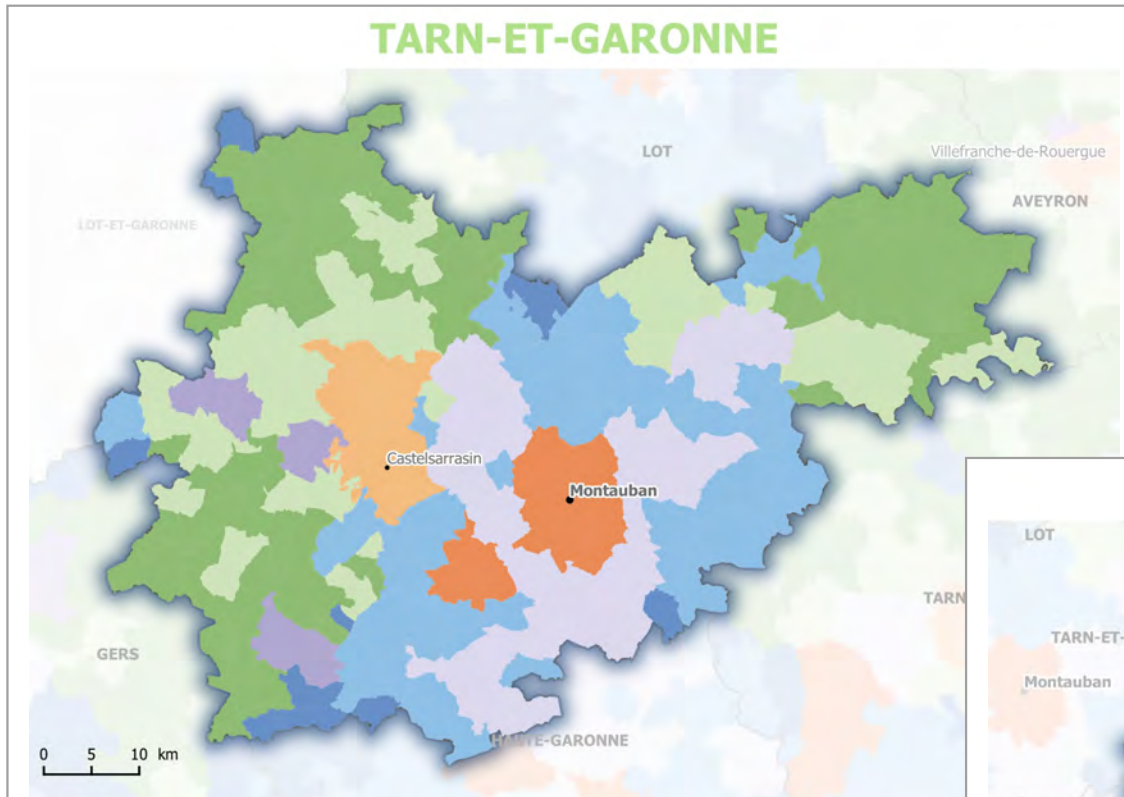 TARN-ET-GARONNE
LOT
Villefranche-de-Rouergue
AVEYRON
LOT-ET-GARONNE
Castelsarrasin
Montauban
LOT
TARN
TARN-ET-
GERS
Montauban
HAUTE-GARONNE
0 5 10 km